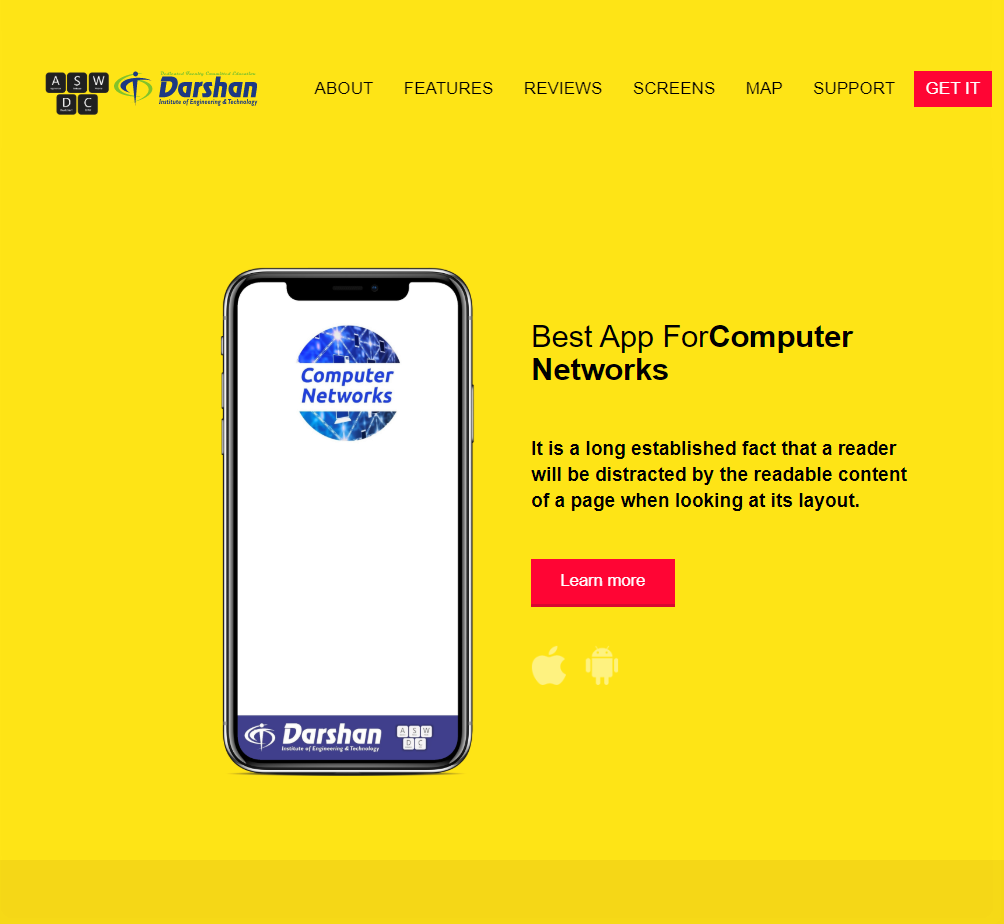 A S W
D C
Darshan
Institute of Engineering & Technology
ABOUT FEATURES REVIEWS SCREENS MAP SUPPORT GET IT
Computer
Networks
Best App ForComputer
Networks
It is a long established fact that a reader
will be distracted by the readable content
of a page when looking at its layout.
Learn more
Darshan
Institute of Engineering & Technology
A S W
D C